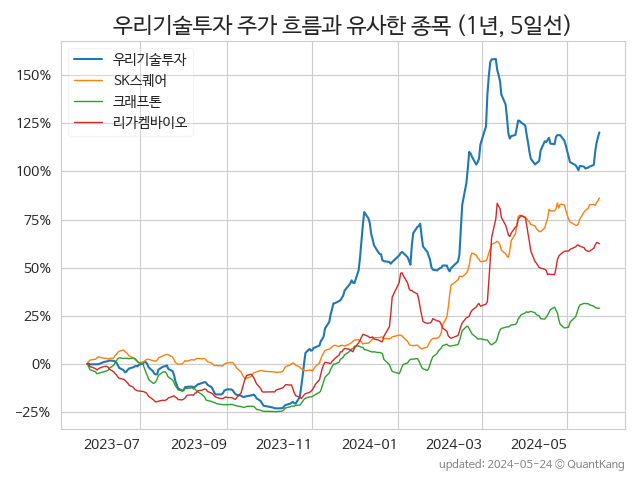 우리기술투자 주가 흐름과 유사한 종목 (1년, 5일선)
우리기술투자
SK스퀘어
크래프톤
리가켐바이오
150%
125%
100%
75%
50%
25%
0%
−25%
2023-07 2023-09 2023-11 2024-01 2024-03 2024-05
updated: 2024-05-24 © QuantKang